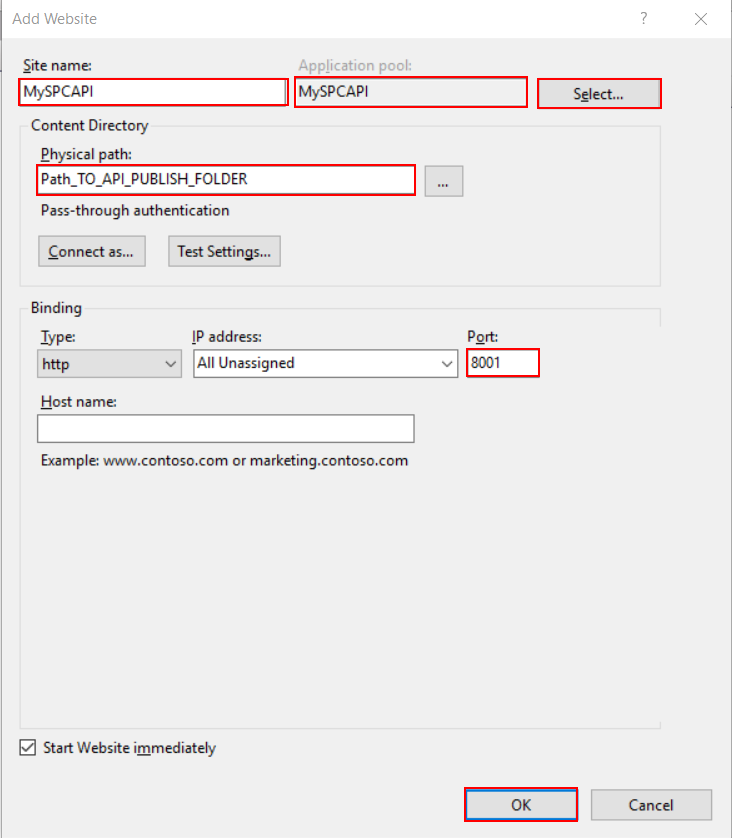 Add Website
?
Site name:
Application pool:
MySPCAPI
MySPCAPI
Select...
Content Directory
Physical path:
Path_TO_API_PUBLISH_FOLDER
...
Pass-through authentication
Connect as...
Test Settings...
Binding
Type:
IP address:
Port:
http
All Unassigned
8001
Host name:
Example: www.contoso.com or marketing.contoso.com
Start Website immediately
OK
Cancel